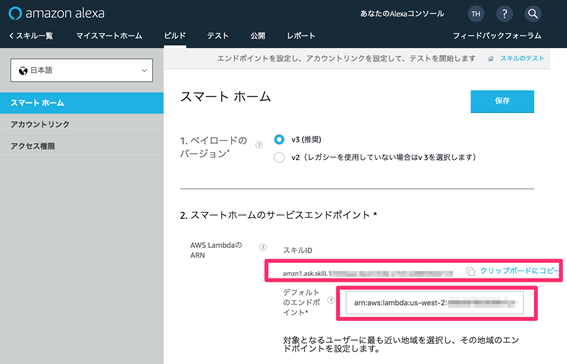 amazon alexa
あなたのAlexaコンソール
TH
?
スキル一覧
マイスマートホーム
ビルド
テスト
公開
レポート
フィードバックフォーラム
エンドポイントを設定し、アカウントリンクを設定して、テストを開始します
スキルのテスト
日本語
スマート ホーム
アカウントリンク
アクセス権限
スマート ホーム
保存
1. ペイロードの
バージョン*
?
v3 (推奨)
v2（レガシーを使用していない場合はv 3を選択します）
2. スマートホームのサービスエンドポイント *
AWS Lambdaの
ARN
?
スキルID
amzn1.ask.skill.1
クリップボードにコピー
デフォルト
のエンドポ
イント*
?
arn:aws:lambda:us-west-2:
対象となるユーザーに最も近い地域を選択し、その地域のエン
ドポイントを設定します。